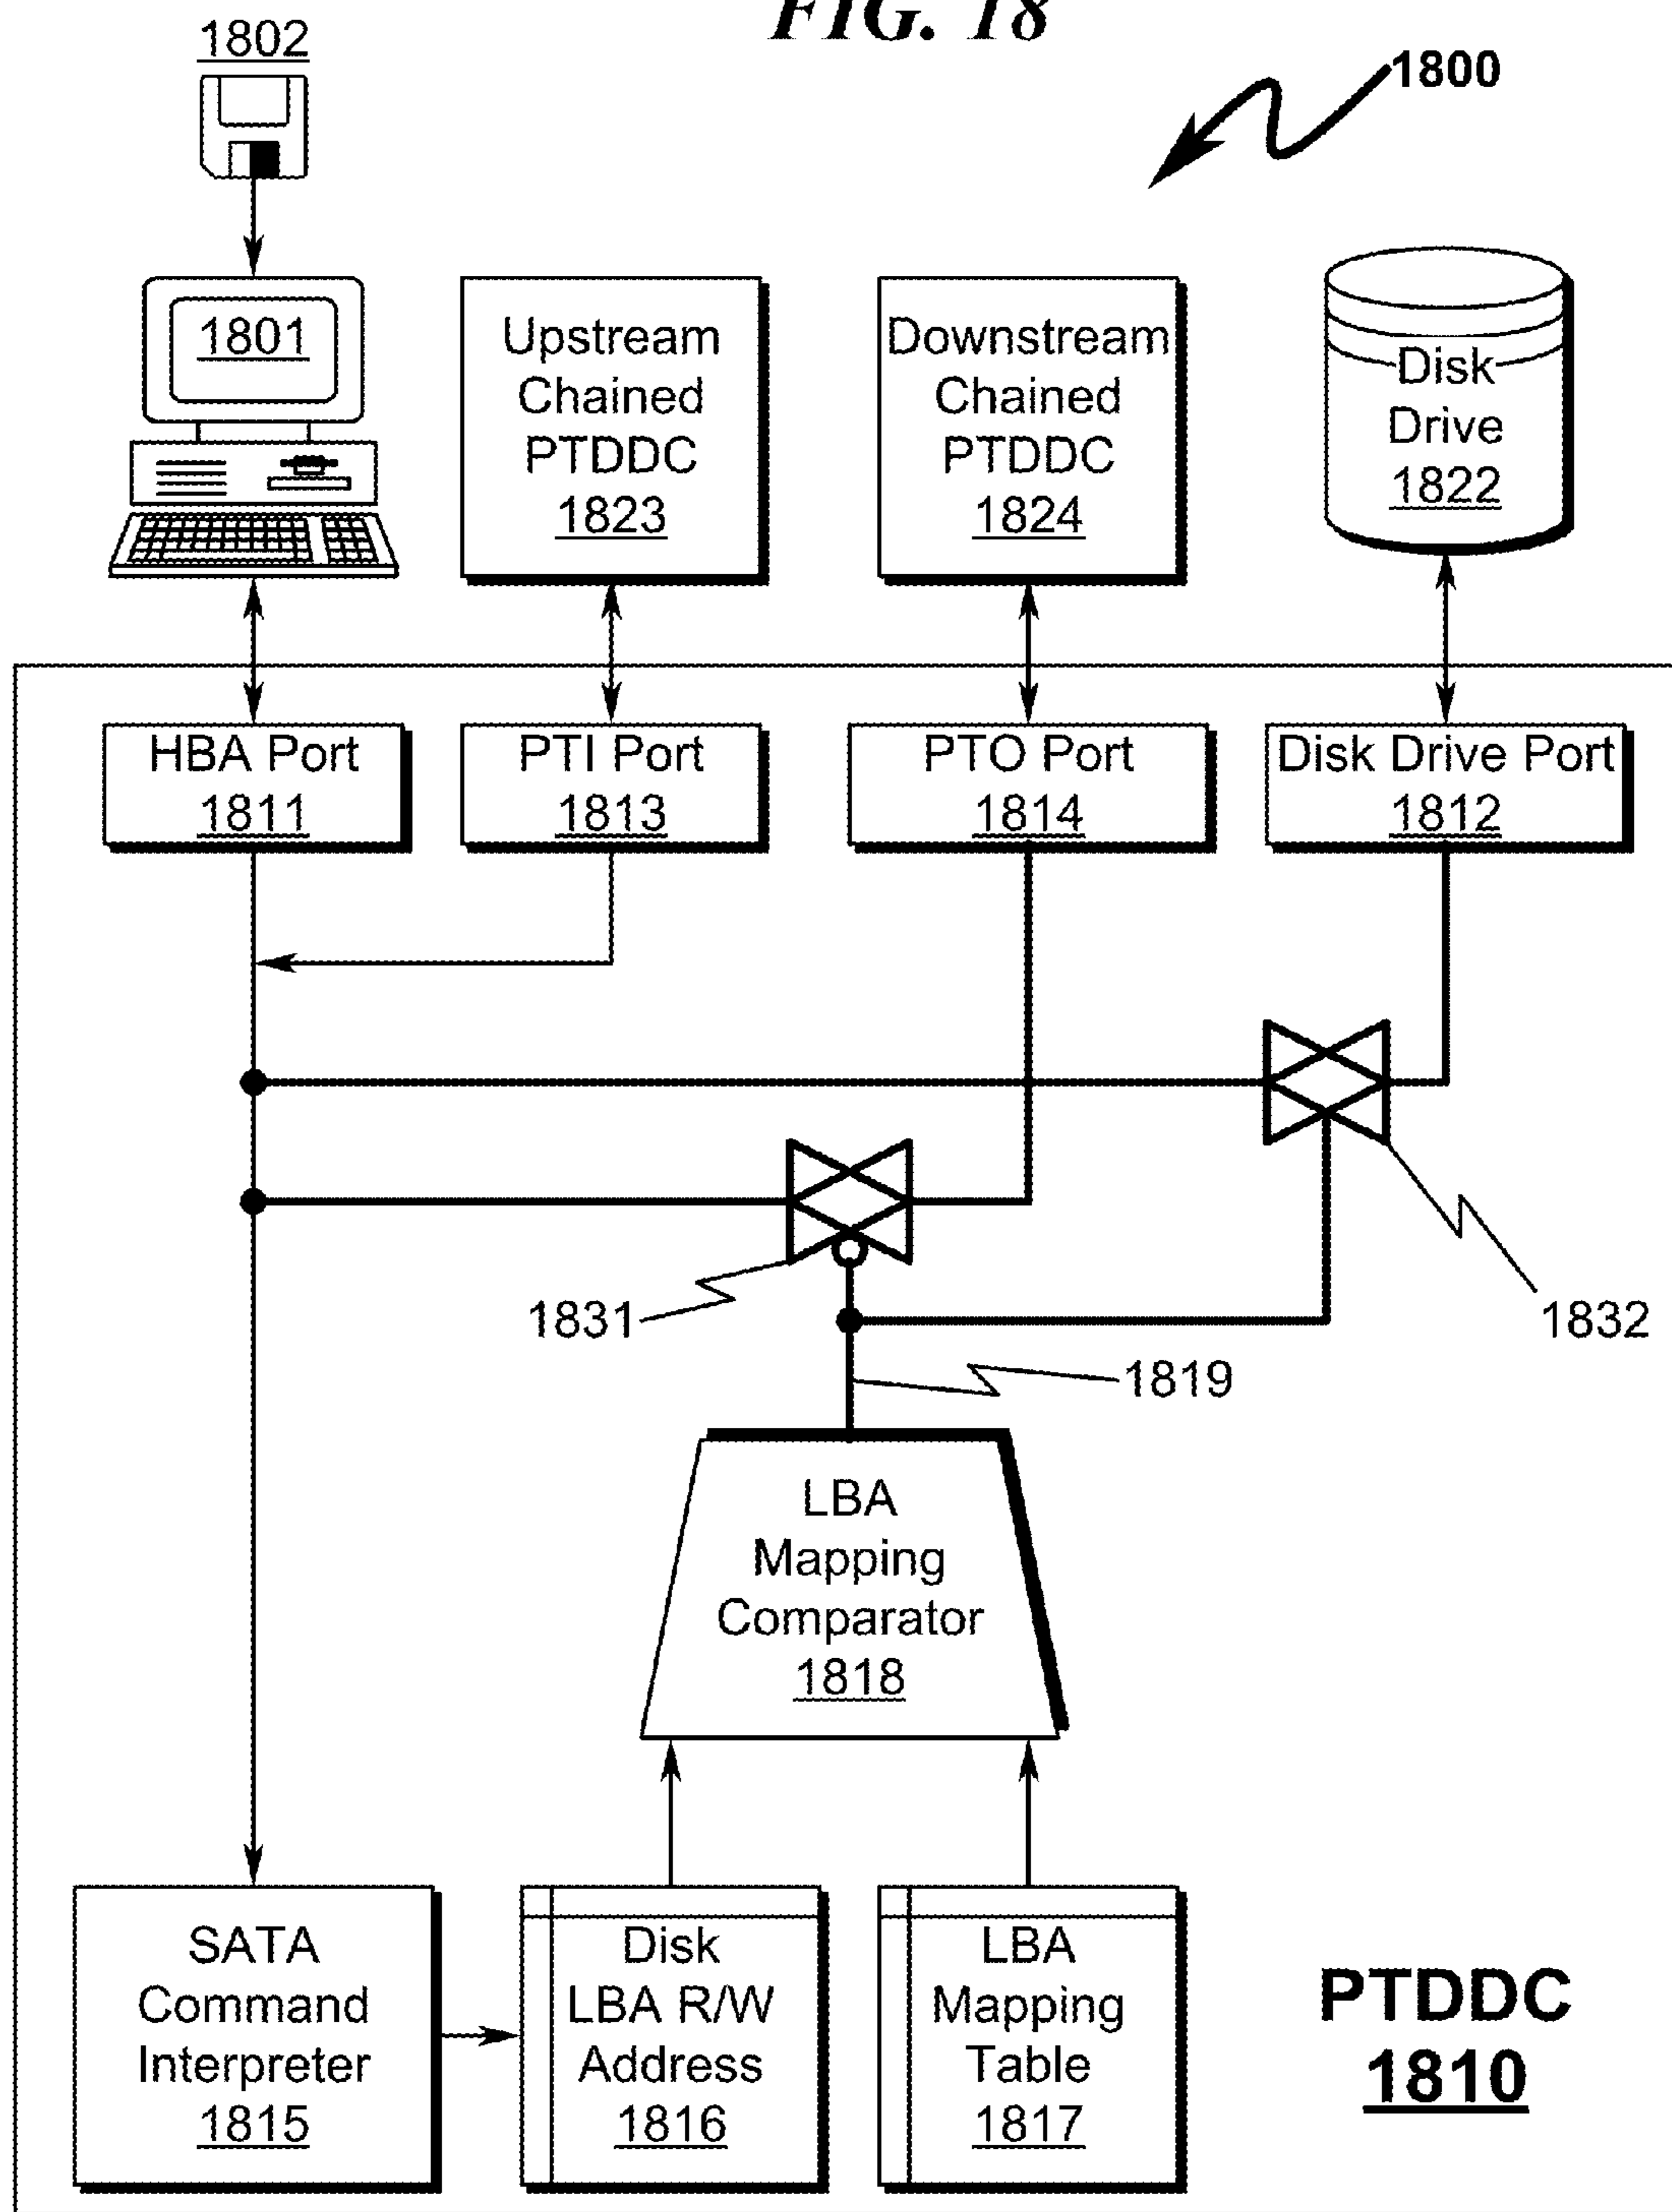 FIG. 18
1802
1800
1801
Upstream
Chained
PTDDC
1823
Downstream
Chained
PTDDC
1824
Disk
Drive
1822
HBA Port
1811
PTI Port
1813
PTO Port
1814
Disk Drive Port
1812
1831
1832
1819
LBA
Mapping
Comparator
1818
SATA
Command
Interpreter
1815
Disk
LBA R/W
Address
1816
LBA
Mapping
Table
1817
PTDDC
1810